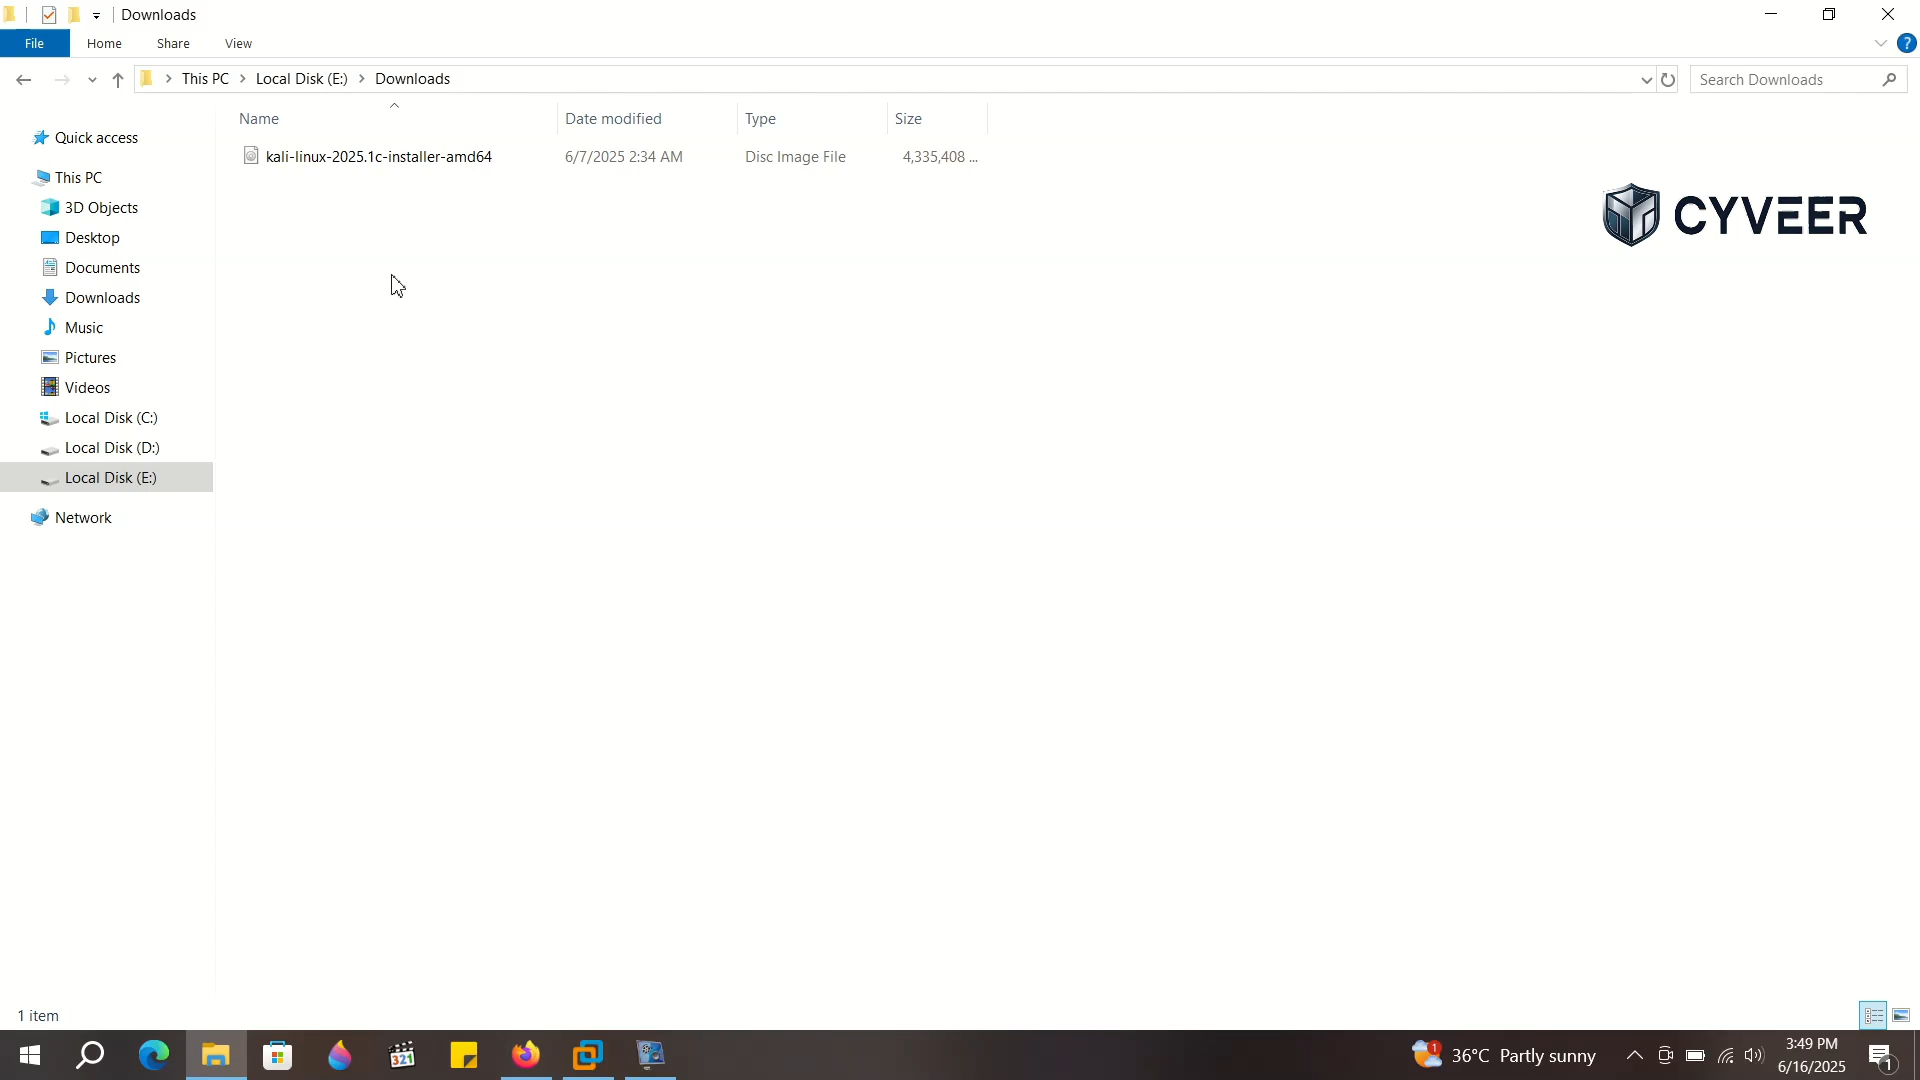 Downloads
File Home Share View
?
This PC Local Disk (E:) Downloads
Search Downloads
Name Date modified Type Size
kali-linux-2025.1c-installer-amd64 6/7/2025 2:34 AM Disc Image File 4,335,408 ...
Quick access
This PC
3D Objects
Desktop
Documents
Downloads
Music
Pictures
Videos
Local Disk (C:)
Local Disk (D:)
Local Disk (E:)
Network
CYVEER
1 item
321
1
36°C Partly sunny
3:49 PM
6/16/2025
1